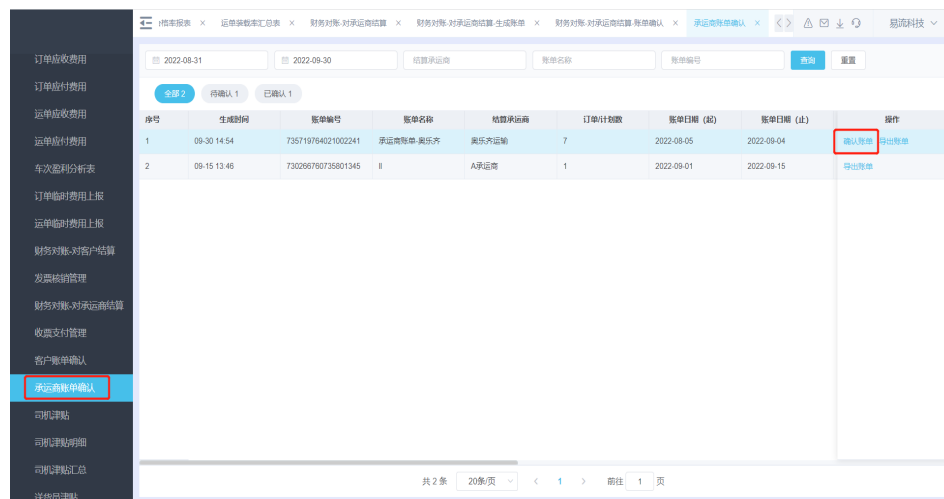 情车报表 × 运单装载率汇总表 × 财务对账-对承运商结算 × 财务对账-对承运商结算-生成账单 × 财务对账-对承运商结算-账单确认 × 承运商账单确认 × 易流科技
2022-08-31 2022-09-30 结算承运商 账单名称 账单编号 查询 重置
全部 2 待确认 1 已确认 1
序号 生成时间 账单编号 账单名称 结算承运商 订单/计划数 账单日期 (起) 账单日期 (止) 操作
1 09-30 14:54 735719764021002241 承运商账单-奥乐齐 奥乐齐运输 7 2022-08-05 2022-09-04 确认账单 导出账单
2 09-15 13:46 730266760735801345 II A承运商 1 2022-09-01 2022-09-15 导出账单
订单应收费用
订单应付费用
运单应收费用
运单应付费用
车次盈利分析表
订单临时费用上报
运单临时费用上报
财务对账-对客户结算
发票核销管理
财务对账-对承运商结算
收票支付管理
客户账单确认
承运商账单确认
司机津贴
司机津贴明细
司机津贴汇总
送货员津贴
共 2 条 20条/页 < 1 > 前往 1 页